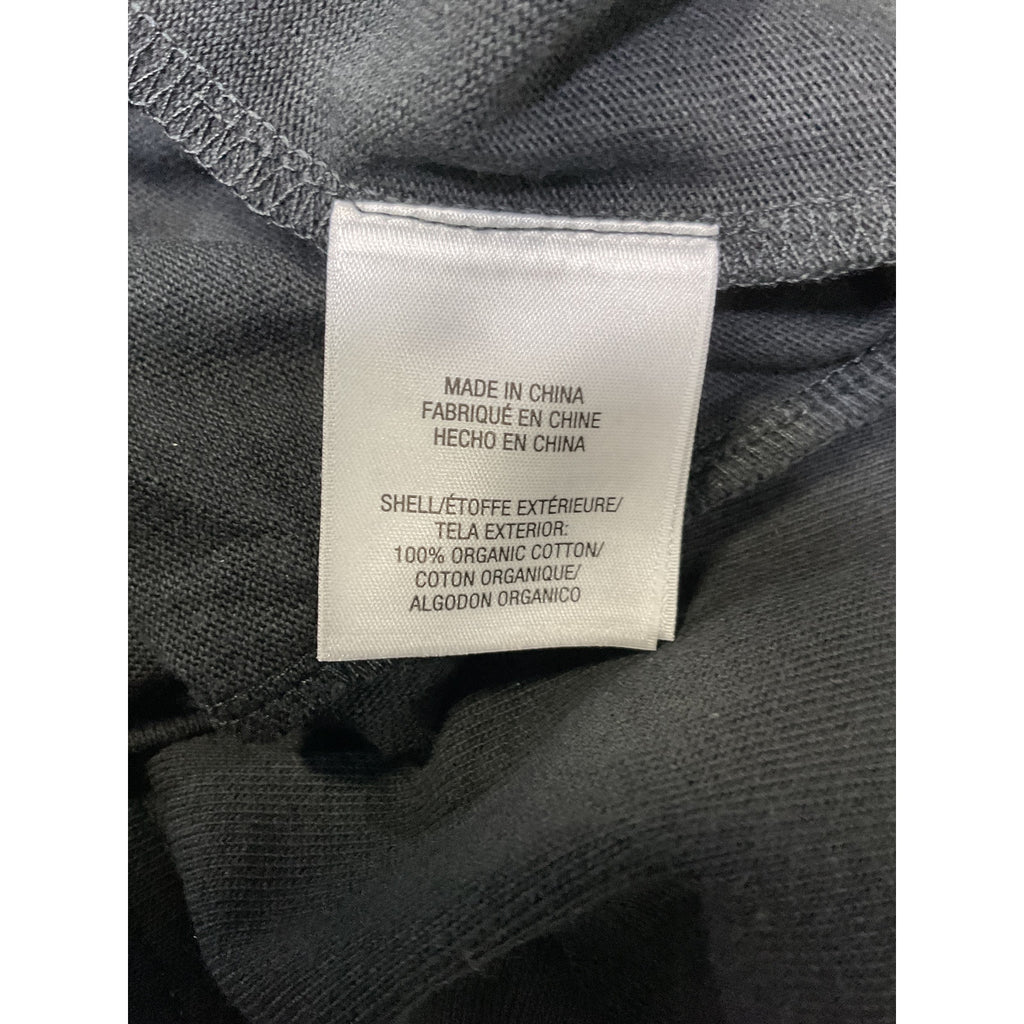 MADE IN CHINA
FABRIQUÉ EN CHINE
HECHO EN CHINA
SHELL/ÉTOFFE EXTÉRIEURE/
TELA EXTERIOR:
100% ORGANIC COTTON/
COTON ORGANIQUE/
ALGODON ORGANICO